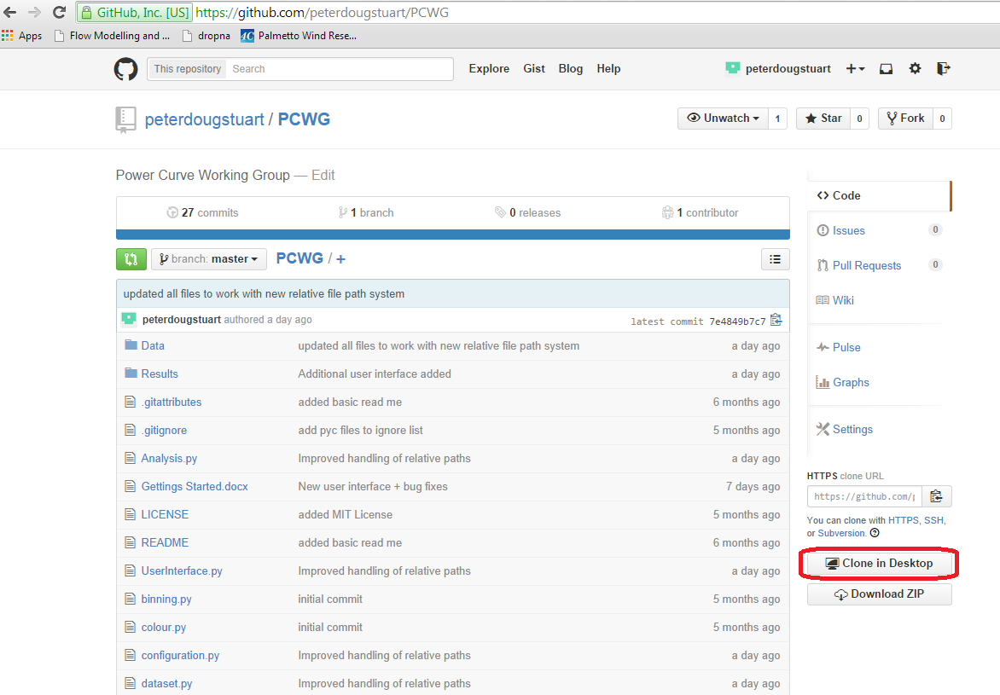 GitHub, Inc. [US] https://github.com/peterdougstuart/PCWG
Apps Flow Modelling and ... dropna AC Palmetto Wind Rese...
This repository Search Explore Gist Blog Help peterdougstuart
peterdougstuart / PCWG Unwatch 1 Star 0 Fork 0
Power Curve Working Group — Edit
27 commits 1 branch 0 releases 1 contributor
branch: master PCWG / +
updated all files to work with new relative file path system
peterdougstuart authored a day ago latest commit 7e4849b7c7
Data updated all files to work with new relative file path system a day ago
Results Additional user interface added a day ago
.gitattributes added basic read me 6 months ago
.gitignore add pyc files to ignore list 5 months ago
Analysis.py Improved handling of relative paths a day ago
Gettings Started.docx New user interface + bug fixes 7 days ago
LICENSE added MIT License 5 months ago
README added basic read me 6 months ago
UserInterface.py Improved handling of relative paths a day ago
binning.py initial commit 5 months ago
colour.py initial commit 5 months ago
configuration.py Improved handling of relative paths a day ago
dataset.py Improved handling of relative paths a day ago
Code
Issues 0
Pull Requests 0
Wiki
Pulse
Graphs
Settings
HTTPS clone URL
https://github.com/p
You can clone with HTTPS, SSH,
or Subversion.
Clone in Desktop
Download ZIP